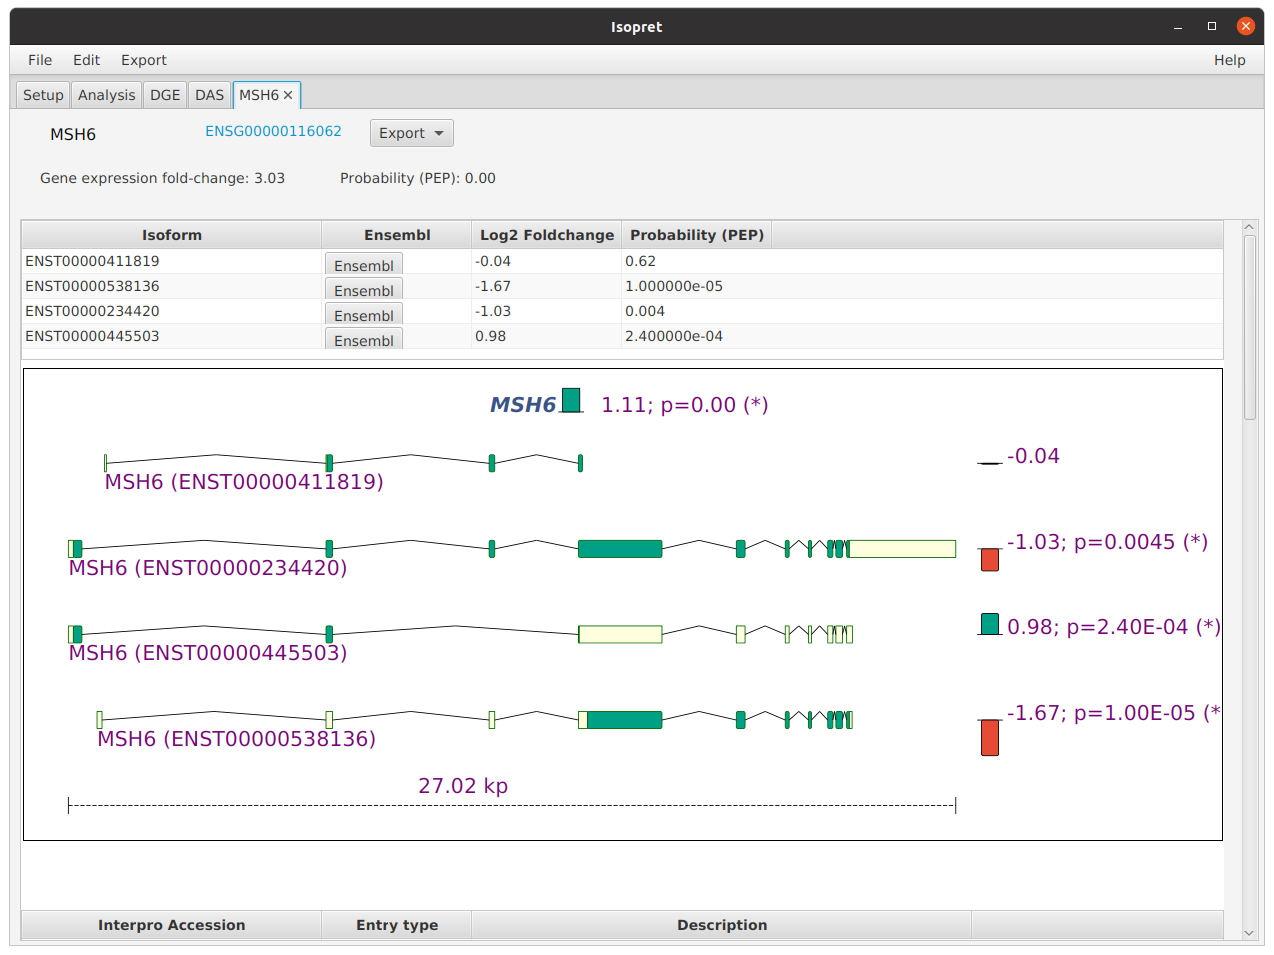 Isopret
File Edit Export Help
Setup Analysis DGE DAS MSH6
MSH6 ENSG00000116062 Export
Gene expression fold-change: 3.03 Probability (PEP): 0.00
Isoform Ensembl Log2 Foldchange Probability (PEP)
ENST00000411819 Ensembl -0.04 0.62
ENST00000538136 Ensembl -1.67 1.000000e-05
ENST00000234420 Ensembl -1.03 0.004
ENST00000445503 Ensembl 0.98 2.400000e-04
MSH6 1.11; p=0.00 (*)
-0.04
MSH6 (ENST00000411819)
-1.03; p=0.0045 (*)
MSH6 (ENST00000234420)
0.98; p=2.40E-04 (*)
MSH6 (ENST00000445503)
-1.67; p=1.00E-05 (*
MSH6 (ENST00000538136)
27.02 kp
Interpro Accession Entry type Description